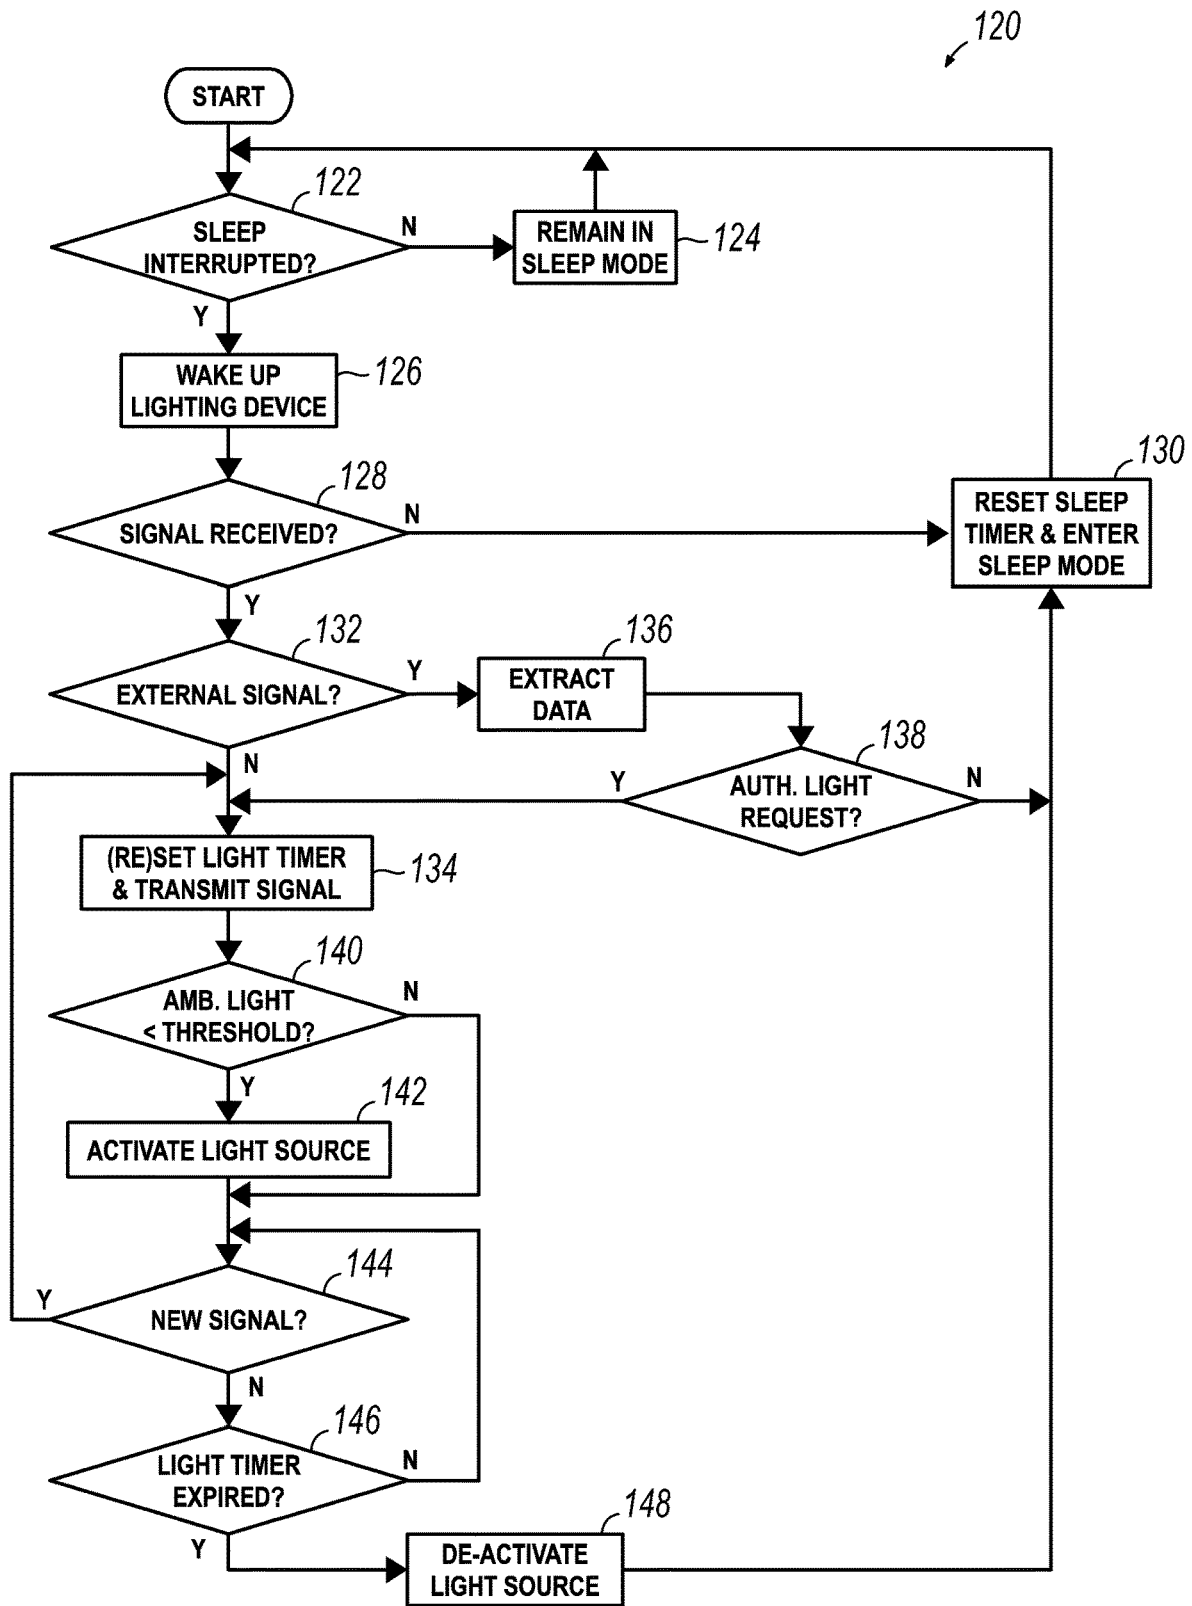 120
START
122
SLEEP
INTERRUPTED?
N
REMAIN IN
SLEEP MODE
124
Y
WAKE UP
LIGHTING DEVICE
126
128
SIGNAL RECEIVED?
N
130
RESET SLEEP
TIMER & ENTER
SLEEP MODE
Y
132
EXTERNAL SIGNAL?
Y
136
EXTRACT
DATA
N
138
Y
AUTH. LIGHT
REQUEST?
N
(RE)SET LIGHT TIMER
& TRANSMIT SIGNAL
134
140
AMB. LIGHT
< THRESHOLD?
N
Y
142
ACTIVATE LIGHT SOURCE
144
Y
NEW SIGNAL?
N
146
LIGHT TIMER
EXPIRED?
N
Y
148
DE-ACTIVATE
LIGHT SOURCE